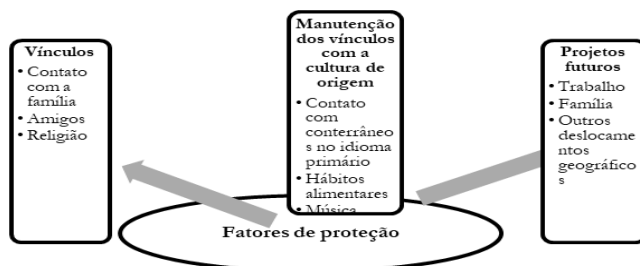 Vínculos
• Contato
com a
família
• Amigos
• Religião
Manutenção
dos vínculos
com a
cultura de
origem
• Contato
com
conterrâneo
s no idioma
primário
• Hábitos
alimentares
• Música
Projetos
futuros
• Trabalho
• Família
• Outros
deslocame
ntos
geográfico
s
Fatores de proteção